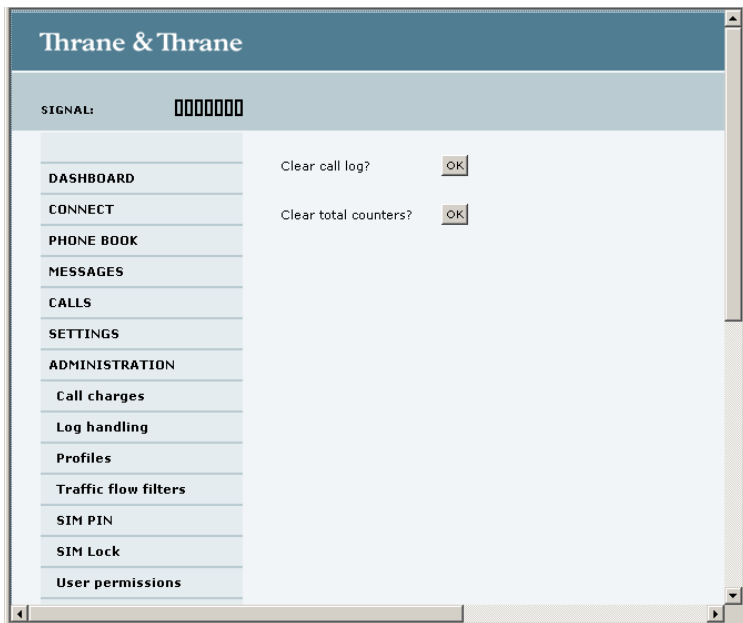 Thrane & Thrane
SIGNAL:
DASHBOARD
CONNECT
PHONE BOOK
MESSAGES
CALLS
SETTINGS
ADMINISTRATION
Call charges
Log handling
Profiles
Traffic flow filters
SIM PIN
SIM Lock
User permissions
Clear call log? OK
Clear total counters? OK